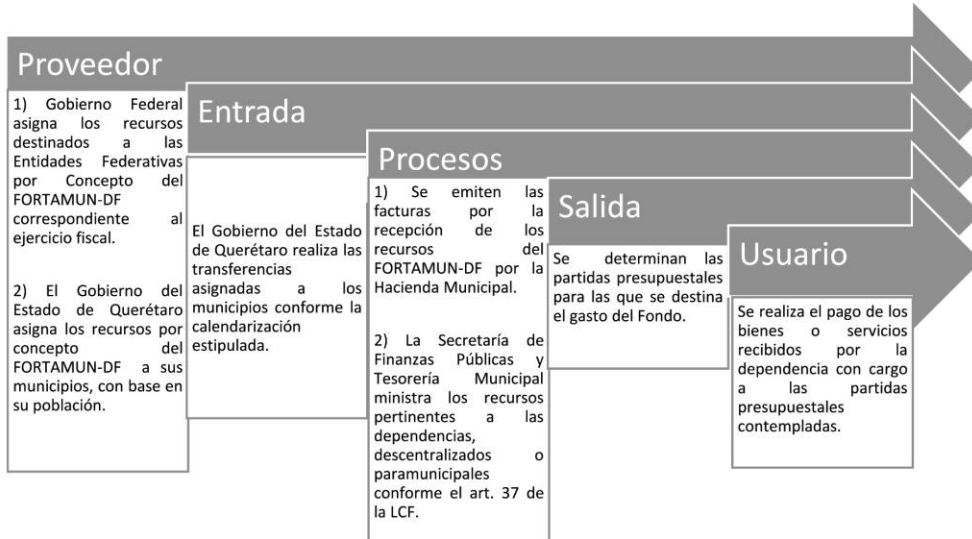 Proveedor
1) Gobierno Federal
asigna los recursos
destinados a las
Entidades Federativas
por Concepto del
FORTAMUN-DF
correspondiente al
ejercicio fiscal.
2) El Gobierno del
Estado de Querétaro
asigna los recursos por
concepto del
FORTAMUN-DF a sus
municipios, con base en
su población.
Entrada
El Gobierno del Estado
de Querétaro realiza las
transferencias
asignadas a los
municipios conforme la
calendarización
estipulada.
Procesos
1) Se emiten las
facturas por la
recepción de los
recursos del
FORTAMUN-DF por la
Hacienda Municipal.
2) La Secretaría de
Finanzas Públicas y
Tesorería Municipal
ministra los recursos
pertinentes a las
dependencias,
descentralizados o
paramunicipales
conforme el art. 37 de
la LCF.
Salida
Se determinan las
partidas presupuestales
para las que se destina
el gasto del Fondo.
Usuario
Se realiza el pago de los
bienes o servicios
recibidos por la
dependencia con cargo
a las partidas
presupuestales
contempladas.